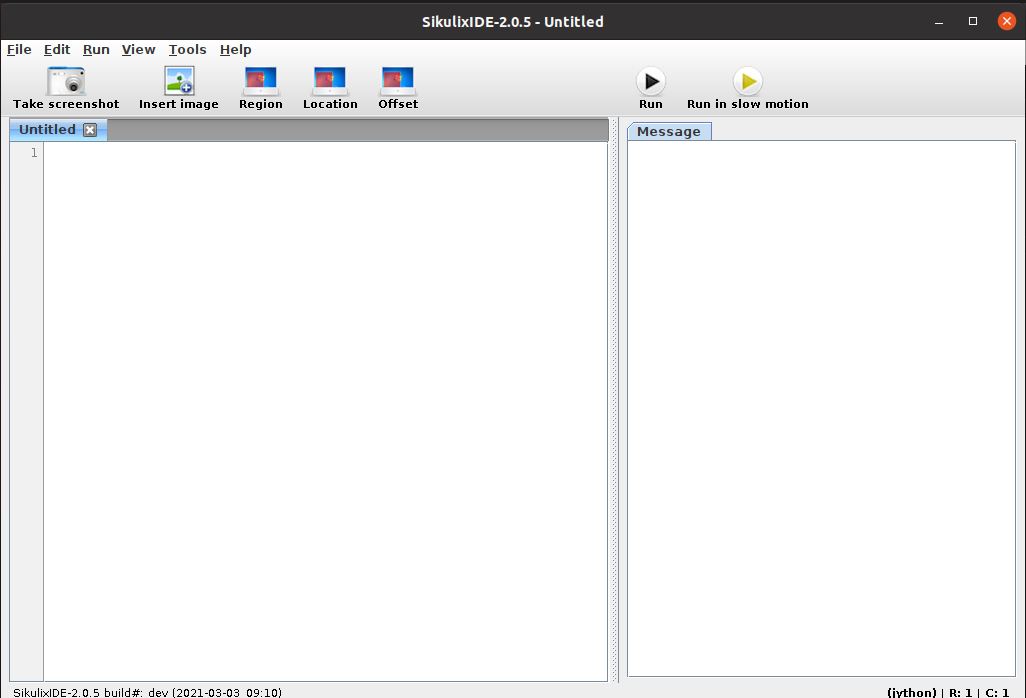 SikulixIDE-2.0.5 - Untitled
File Edit Run View Tools Help
Take screenshot Insert image Region Location Offset Run Run in slow motion
Untitled Message
1
SikulixIDE-2.0.5 build#: dev (2021-03-03_09:10) (jython) | R: 1 | C: 1